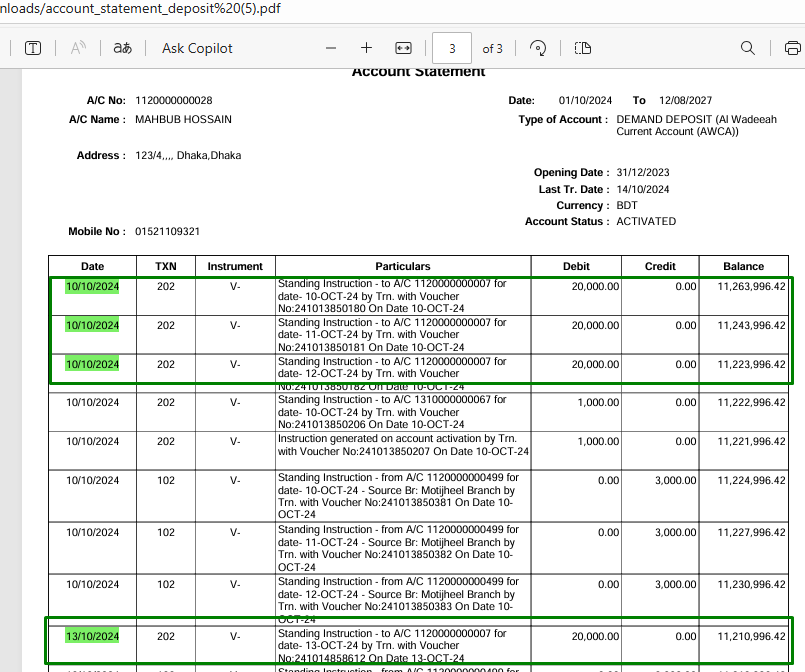 nloads/account_statement_deposit%20(5).pdf
Ask Copilot
3 of 3
Account Statement
A/C No: 1120000000028 Date: 01/10/2024 To 12/08/2027
A/C Name : MAHBUB HOSSAIN Type of Account : DEMAND DEPOSIT (Al Wadeeah
Current Account (AWCA))
Address : 123/4,,,, Dhaka,Dhaka
Opening Date : 31/12/2023
Last Tr. Date : 14/10/2024
Currency : BDT
Account Status : ACTIVATED
Mobile No : 01521109321
Date TXN Instrument Particulars Debit Credit Balance
10/10/2024 202 V- Standing Instruction - to A/C 1120000000007 for 20,000.00 0.00 11,263,996.42
date- 10-OCT-24 by Trn. with Voucher
No:241013850180 On Date 10-OCT-24
10/10/2024 202 V- Standing Instruction - to A/C 1120000000007 for 20,000.00 0.00 11,243,996.42
date- 11-OCT-24 by Trn. with Voucher
No:241013850181 On Date 10-OCT-24
10/10/2024 202 V- Standing Instruction - to A/C 1120000000007 for 20,000.00 0.00 11,223,996.42
date- 12-OCT-24 by Trn. with Voucher
No:241013850182 On Date 10-OCT-24
10/10/2024 202 V- Standing Instruction - to A/C 1310000000067 for 1,000.00 0.00 11,222,996.42
date- 10-OCT-24 by Trn. with Voucher
No:241013850206 On Date 10-OCT-24
10/10/2024 202 V- Instruction generated on account activation by Trn. 1,000.00 0.00 11,221,996.42
with Voucher No:241013850207 On Date 10-OCT-24
10/10/2024 102 V- Standing Instruction - from A/C 1120000000499 for 0.00 3,000.00 11,224,996.42
date- 10-OCT-24 - Source Br: Motijheel Branch by
Trn. with Voucher No:241013850381 On Date 10-
OCT-24
10/10/2024 102 V- Standing Instruction - from A/C 1120000000499 for 0.00 3,000.00 11,227,996.42
date- 11-OCT-24 - Source Br: Motijheel Branch by
Trn. with Voucher No:241013850382 On Date 10-
OCT-24
10/10/2024 102 V- Standing Instruction - from A/C 1120000000499 for 0.00 3,000.00 11,230,996.42
date- 12-OCT-24 - Source Br: Motijheel Branch by
Trn. with Voucher No:241013850383 On Date 10-
OCT-24
13/10/2024 202 V- Standing Instruction - to A/C 1120000000007 for 20,000.00 0.00 11,210,996.42
date- 13-OCT-24 by Trn. with Voucher
No:241014858612 On Date 13-OCT-24